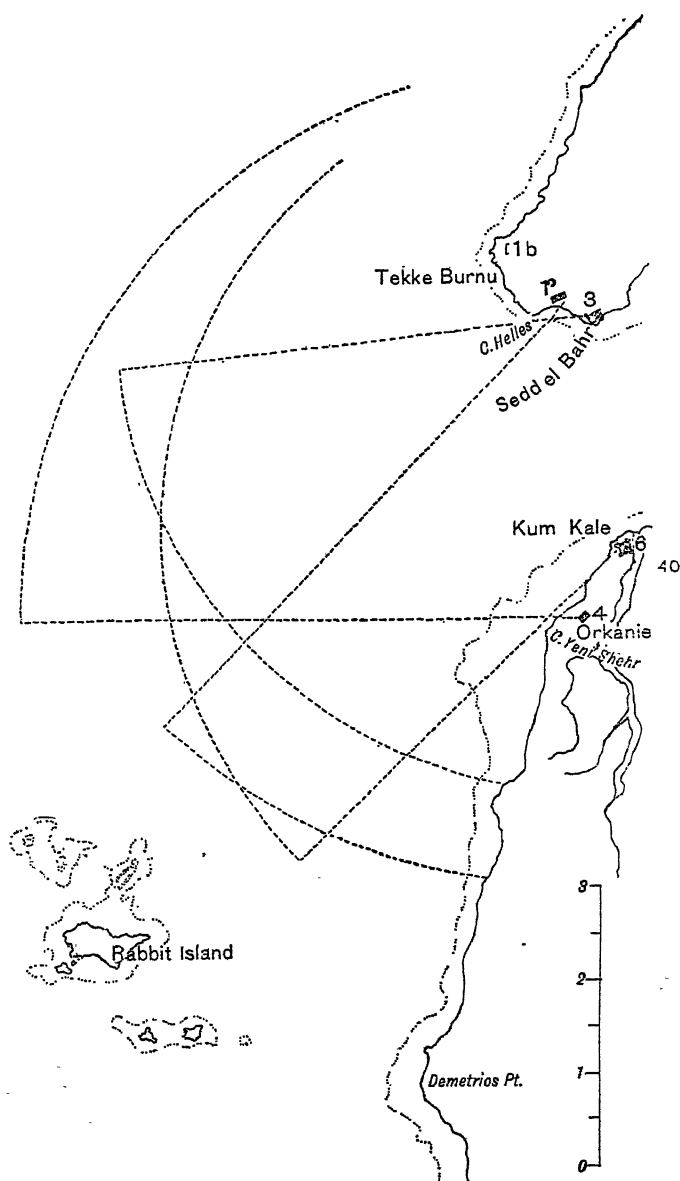 1b
Tekke Burnu
3
C. Helles
Sedd el Bahr
Kum Kale
6
40
4
Orkanie
C. Yeni Shehr
3
2
Rabbit Island
1
Demetrios Pt.
0